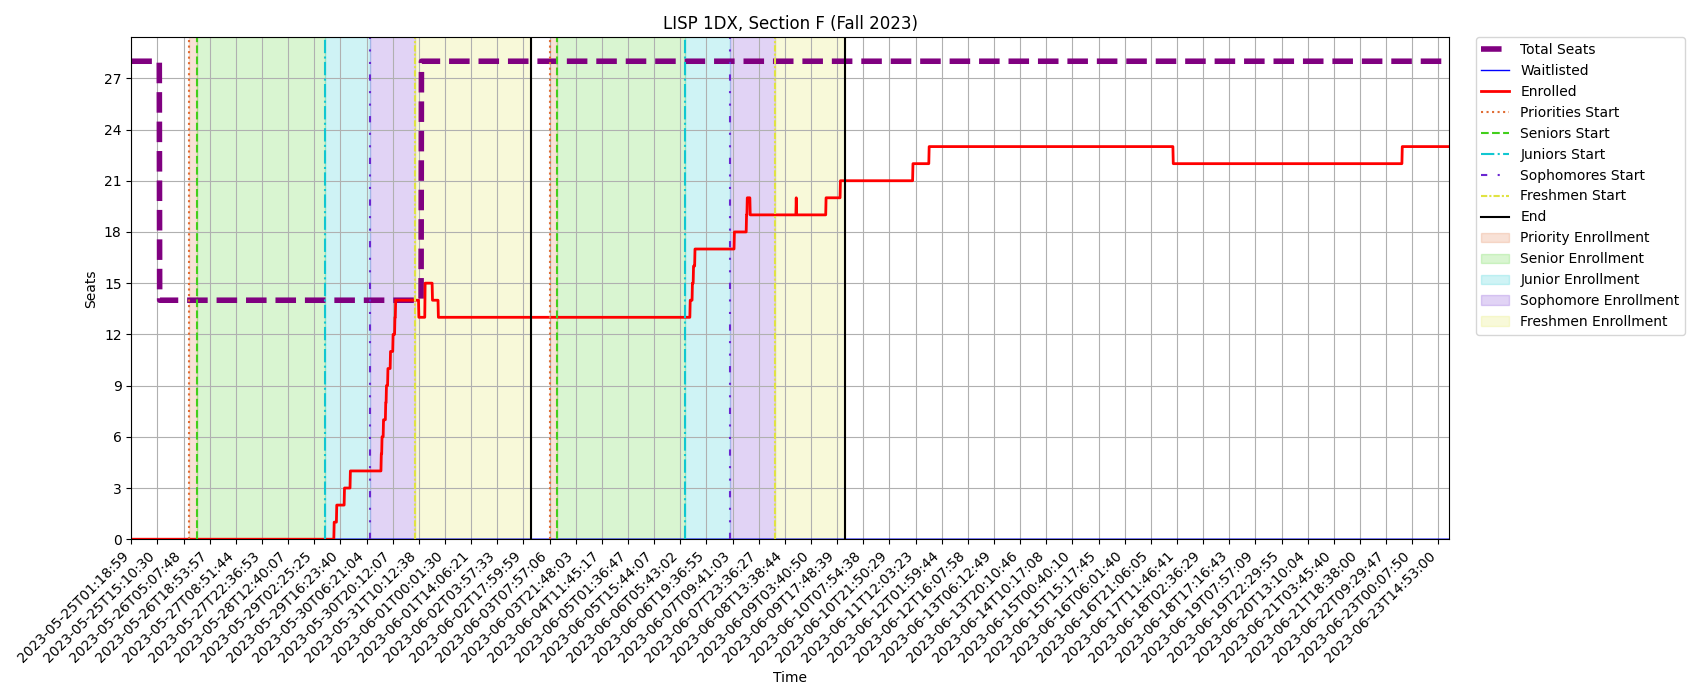 LISP 1DX, Section F (Fall 2023)
Seats
27
24
21
18
15
12
9
6
3
0
2023-05-25T01:18:59
2023-05-25T15:10:30
2023-05-26T05:07:48
2023-05-26T18:53:57
2023-05-27T08:51:44
2023-05-27T22:36:53
2023-05-28T12:40:07
2023-05-29T02:25:25
2023-05-29T16:23:40
2023-05-30T06:21:04
2023-05-30T20:12:07
2023-05-31T10:12:38
2023-06-01T00:01:30
2023-06-01T14:06:21
2023-06-02T03:57:33
2023-06-02T17:59:59
2023-06-03T07:57:06
2023-06-03T21:48:03
2023-06-04T11:45:17
2023-06-05T01:36:47
2023-06-05T15:44:07
2023-06-06T05:43:02
2023-06-06T19:36:55
2023-06-07T09:41:03
2023-06-07T23:36:27
2023-06-08T13:38:44
2023-06-09T03:40:50
2023-06-09T17:48:39
2023-06-10T07:54:38
2023-06-10T21:50:29
2023-06-11T12:03:23
2023-06-12T01:59:44
2023-06-12T16:07:58
2023-06-13T06:12:49
2023-06-13T20:10:46
2023-06-14T10:17:08
2023-06-15T00:40:10
2023-06-15T15:17:45
2023-06-16T06:01:40
2023-06-16T21:06:05
2023-06-17T11:46:41
2023-06-18T02:36:29
2023-06-18T17:16:43
2023-06-19T07:57:09
2023-06-19T22:29:55
2023-06-20T13:10:04
2023-06-21T03:45:40
2023-06-21T18:38:00
2023-06-22T09:29:47
2023-06-23T00:07:50
2023-06-23T14:53:00
Time
Total Seats
Waitlisted
Enrolled
Priorities Start
Seniors Start
Juniors Start
Sophomores Start
Freshmen Start
End
Priority Enrollment
Senior Enrollment
Junior Enrollment
Sophomore Enrollment
Freshmen Enrollment